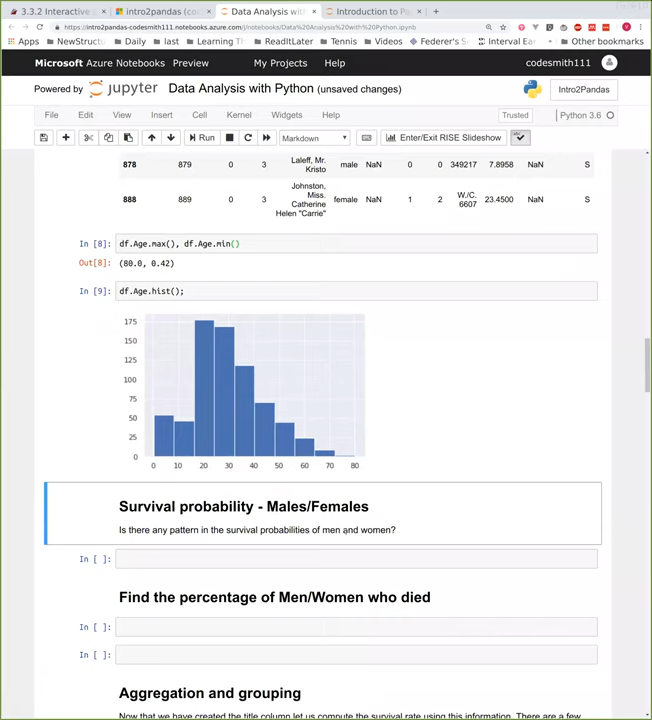 3.3.2 Interactive
intro2pandas (co
Data Analysis wit
Introduction to Pa
https://intro2pandas-codesmith111.notebooks.azure.com/j/notebooks/Data%20Analysis%20with%20Python.ipynb
Apps NewStructu Daily last Learning Th ReadItLater Tennis Videos Federer's Se Interval Ear Other bookmarks
Microsoft Azure Notebooks Preview My Projects Help codesmith111
Powered by jupyter Data Analysis with Python (unsaved changes) Intro2Pandas
File Edit View Insert Cell Kernel Widgets Help Trusted Python 3.6
Run Markdown Enter/Exit RISE Slideshow
878 879 0 3 Laleff, Mr. Kristo male NaN 0 0 349217 7.8958 NaN S
888 889 0 3 Johnston, Miss. Catherine Helen "Carrie" female NaN 1 2 W./C. 6607 23.4500 NaN S
In [8]: df.Age.max(), df.Age.min()
Out[8]: (80.0, 0.42)
In [9]: df.Age.hist();
175
150
125
100
75
50
25
0
0 10 20 30 40 50 60 70 80
Survival probability - Males/Females
Is there any pattern in the survival probabilities of men and women?
In [ ]:
Find the percentage of Men/Women who died
In [ ]:
In [ ]:
Aggregation and grouping
Now that we have created the title column let us compute the survival rate using this information. There are a few